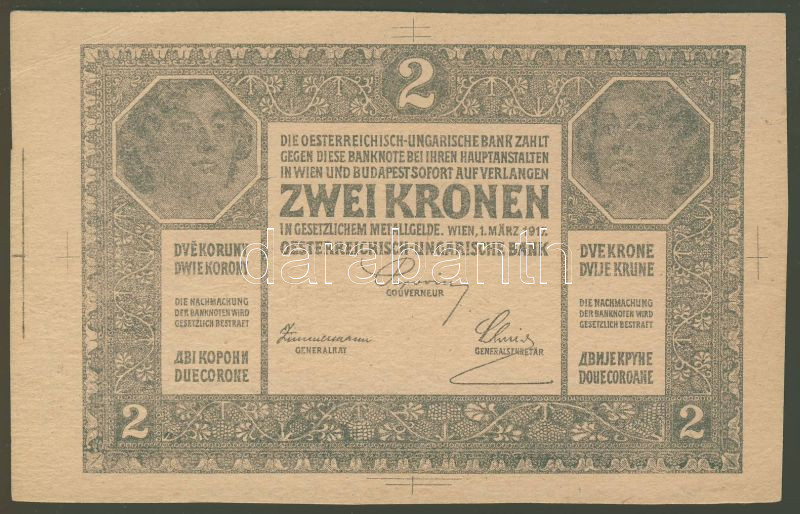 2
DIE OESTERREICHISCH-UNGARISCHE BANK ZAHLT
GEGEN DIESE BANKNOTE BEI IHREN HAUPTANSTALTEN
IN WIEN UND BUDAPEST SOFORT AUF VERLANGEN
ZWEI KRONEN
IN GESETZLICHEM METALLGELDE. WIEN, 1. MÄRZ 1917.
OESTERREICHISCH-UNGARISCHE BANK
GOUVERNEUR
Zimmermann
GENERALRAT
GENERALSEKRETÄR
DVĚ KORUNY
DWIE KORONY
DIE NACHMACHUNG
DER BANKNOTEN WIRD
GESETZLICH BESTRAFT
ДВІ КОРОНИ
DUE CORONE
DVE KRONE
DVIJE KRUNE
DIE NACHMACHUNG
DER BANKNOTEN WIRD
GESETZLICH BESTRAFT
ДВИЈЕ КРУНЕ
DOUE COROANE
2
2
darabanth